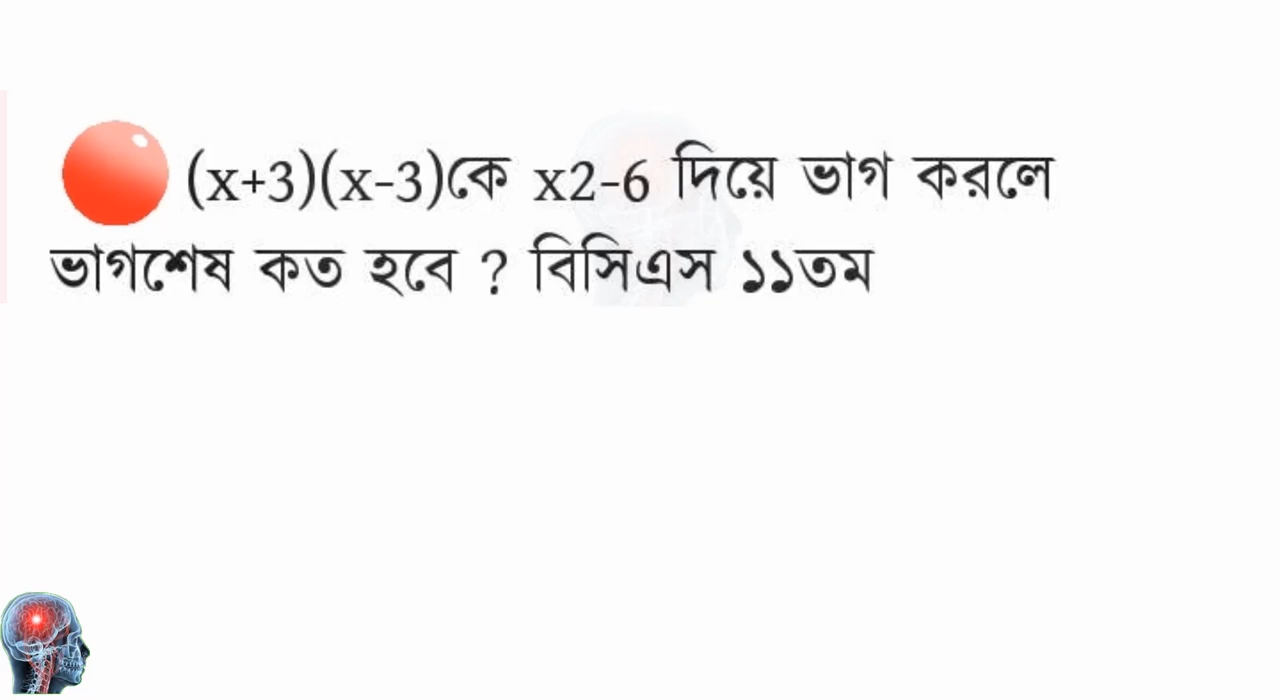 (x+3)(x-3)কে x2-6 দিয়ে ভাগ করলে
ভাগশেষ কত হবে ? বিসিএস ১১তম